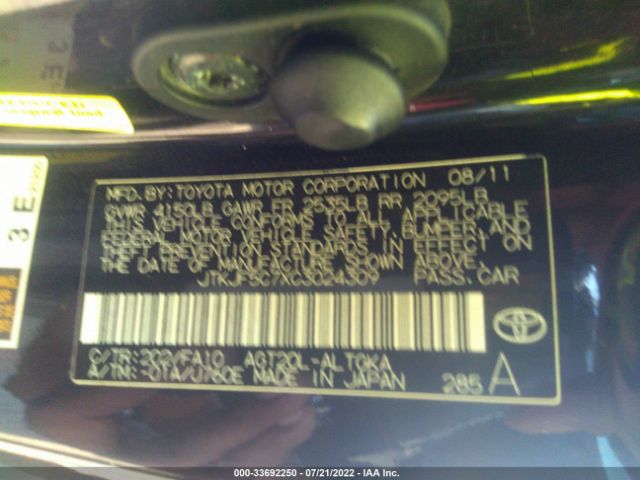 MFD. BY: TOYOTA MOTOR CORPORATION 08/11
GVWR 4150LB GAWR FR 2535LB RR 2095LB
THIS VEHICLE CONFORMS TO ALL APPLICABLE
FEDERAL MOTOR VEHICLE SAFETY, BUMPER, AND
THEFT PREVENTION STANDARDS IN EFFECT ON
THE DATE OF MANUFACTURE SHOWN ABOVE.
JTKJF5C7XC3024309 PASS. CAR
C/TR: 202/FA10 AGT20L-ALTGKA
A/TM: -01A/J/60E MADE IN JAPAN 285 A
3 E
000-33692250 - 07/21/2022 - IAA Inc.